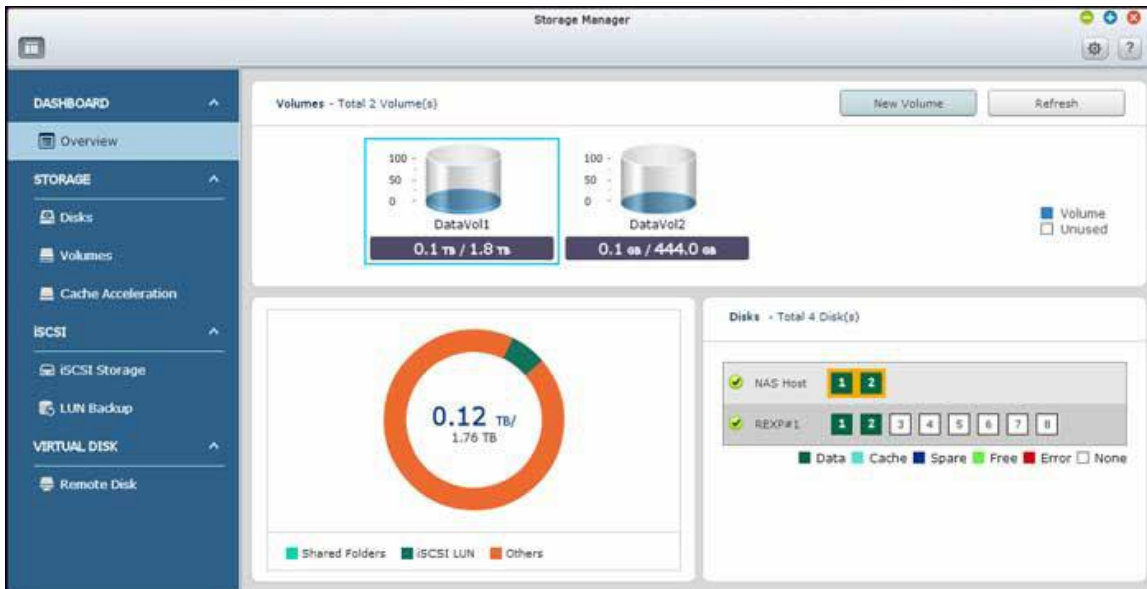 Storage Manager
?
DASHBOARD
Overview
STORAGE
Disks
Volumes
Cache Acceleration
iSCSI
iSCSI Storage
LUN Backup
VIRTUAL DISK
Remote Disk
Volumes - Total 2 Volume(s)
New Volume
Refresh
100
50
0
DataVol1
0.1 TB / 1.8 TB
100
50
0
DataVol2
0.1 GB / 444.0 GB
Volume
Unused
0.12 TB/
1.76 TB
Shared Folders iSCSI LUN Others
Disks - Total 4 Disk(s)
NAS Host 1 2
REXP#1 1 2 3 4 5 6 7 8
Data Cache Spare Free Error None